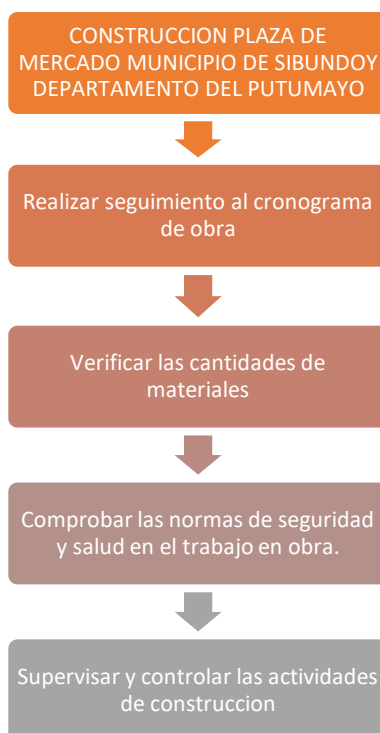 CONSTRUCCION PLAZA DE
MERCADO MUNICIPIO DE SIBUNDOY
DEPARTAMENTO DEL PUTUMAYO
Realizar seguimiento al cronograma
de obra
Verificar las cantidades de
materiales
Comprobar las normas de seguridad
y salud en el trabajo en obra.
Supervisar y controlar las actividades
de construccion